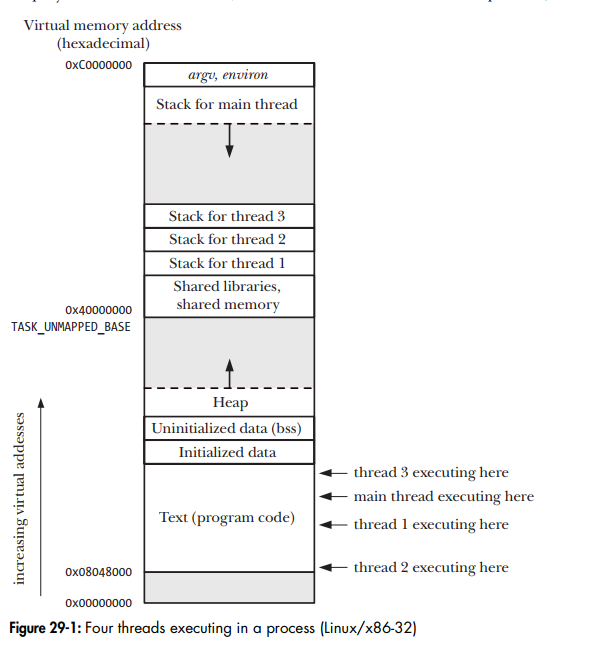 Virtual memory address
(hexadecimal)
0xC0000000
argv, environ
Stack for main thread
Stack for thread 3
Stack for thread 2
Stack for thread 1
Shared libraries,
shared memory
0x40000000
TASK_UNMAPPED_BASE
Heap
Uninitialized data (bss)
Initialized data
increasing virtual addesses
thread 3 executing here
main thread executing here
Text (program code)
thread 1 executing here
thread 2 executing here
0x08048000
0x00000000
Figure 29-1: Four threads executing in a process (Linux/x86-32)